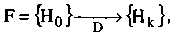 F = {H₀} ⟶D {Hₖ},